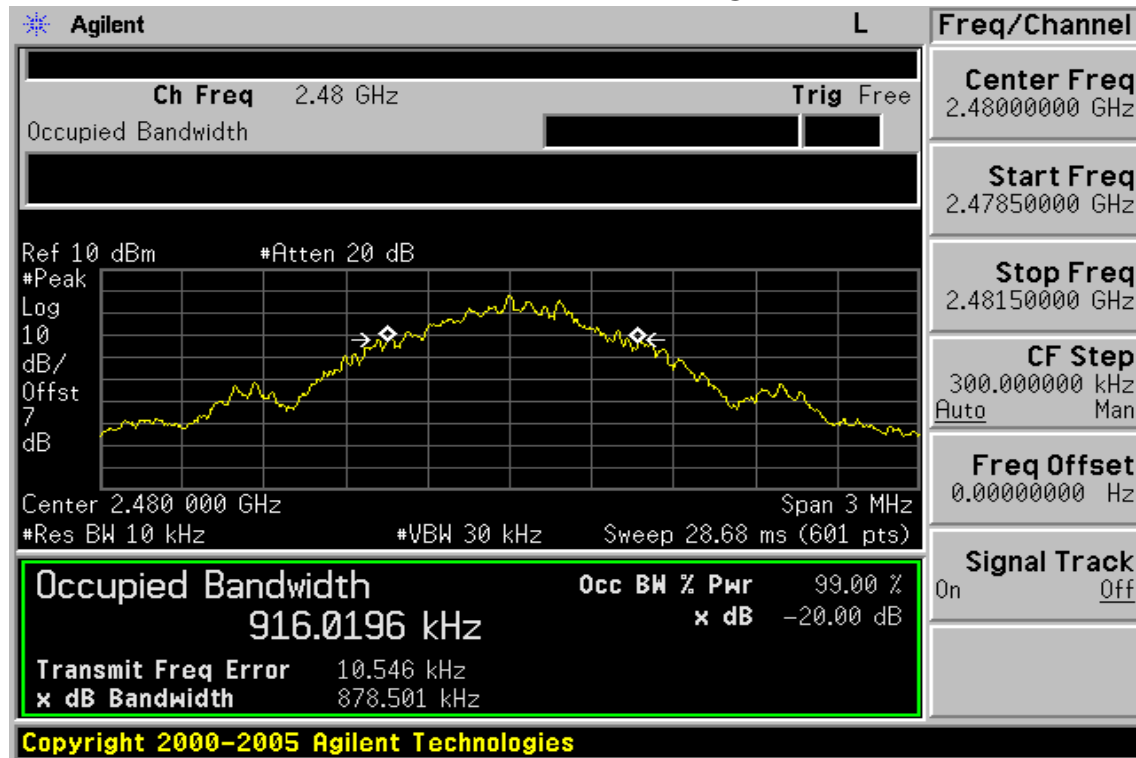 Agilent L Freq/Channel
Ch Freq 2.48 GHz Trig Free
Occupied Bandwidth
Center Freq
2.48000000 GHz
Start Freq
2.47850000 GHz
Stop Freq
2.48150000 GHz
CF Step
300.000000 kHz
Auto Man
Freq Offset
0.00000000 Hz
Signal Track
On Off
Ref 10 dBm #Atten 20 dB
#Peak
Log
10
dB/
Offst
7
dB
Center 2.480 000 GHz Span 3 MHz
#Res BW 10 kHz #VBW 30 kHz Sweep 28.68 ms (601 pts)
Occupied Bandwidth Occ BW % Pwr 99.00 %
916.0196 kHz x dB -20.00 dB
Transmit Freq Error 10.546 kHz
x dB Bandwidth 878.501 kHz
Copyright 2000-2005 Agilent Technologies